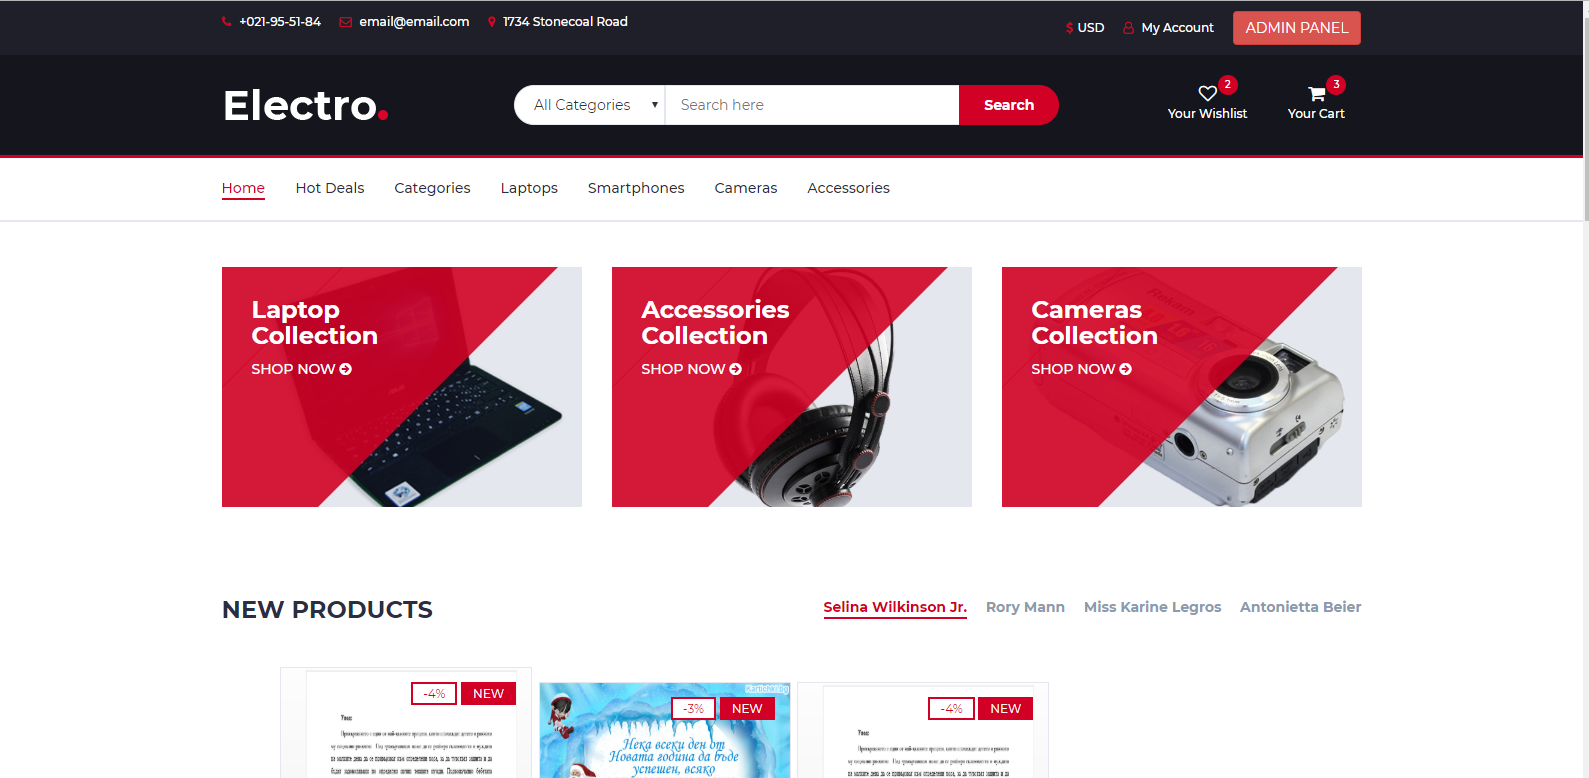 +021-95-51-84 email@email.com 1734 Stonecoal Road
$ USD My Account ADMIN PANEL
Electro.
All Categories Search here Search
2
Your Wishlist
3
Your Cart
Home Hot Deals Categories Laptops Smartphones Cameras Accessories
Laptop
Collection
SHOP NOW
Accessories
Collection
SHOP NOW
Cameras
Collection
SHOP NOW
NEW PRODUCTS
Selina Wilkinson Jr. Rory Mann Miss Karine Legros Antonietta Beier
-4% NEW
-3% NEW
Kartichki.bg
Нека всеки ден от
Новата година да бъде
успешен, всяко
-4% NEW